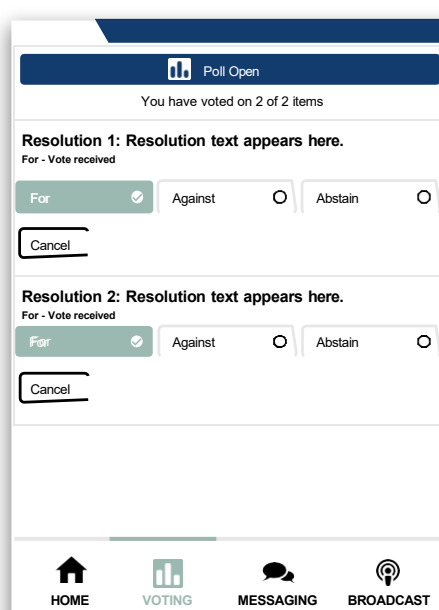 Poll Open
You have voted on 2 of 2 items
Resolution 1: Resolution text appears here.
For - Vote received
For Against Abstain
Cancel
Resolution 2: Resolution text appears here.
For - Vote received
For Against Abstain
Cancel
HOME VOTING MESSAGING BROADCAST